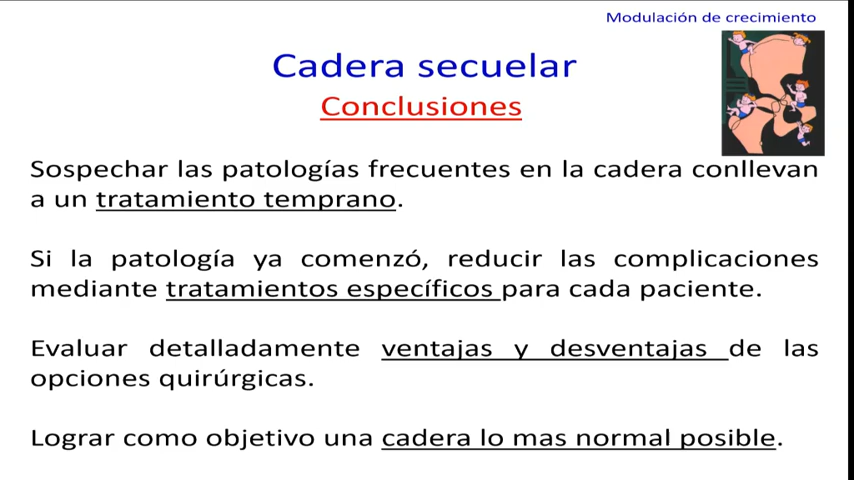 Modulación de crecimiento
Cadera secuelar
Conclusiones
Sospechar las patologías frecuentes en la cadera conllevan
a un tratamiento temprano.
Si la patología ya comenzó, reducir las complicaciones
mediante tratamientos específicos para cada paciente.
Evaluar detalladamente ventajas y desventajas de las
opciones quirúrgicas.
Lograr como objetivo una cadera lo mas normal posible.